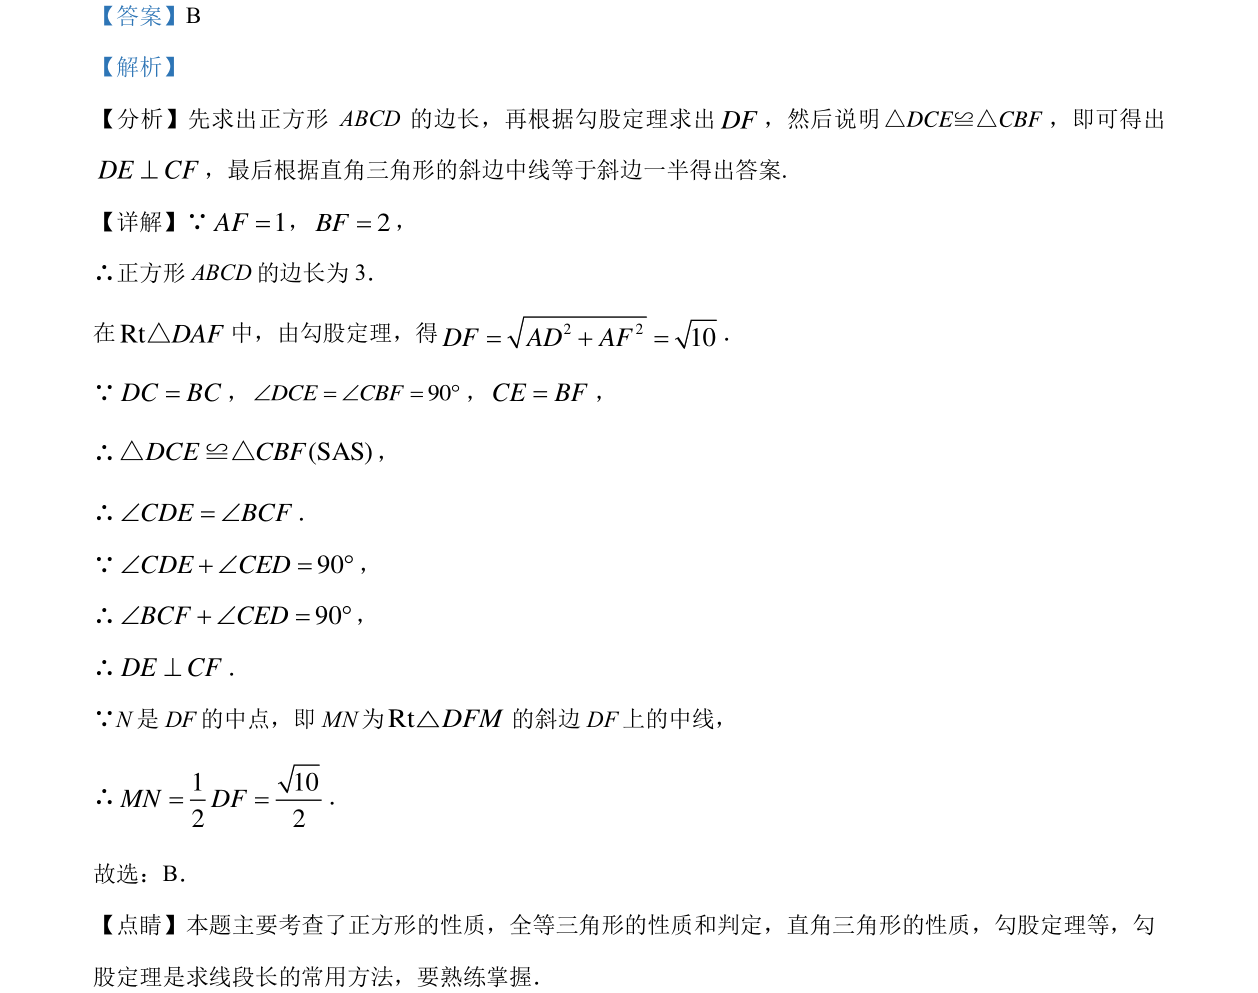 【答案】B
【解析】
【分析】先求出正方形 ABCD 的边长，再根据勾股定理求出 DF，然后说明 △DCE≌△CBF，即可得出
DE⊥CF，最后根据直角三角形的斜边中线等于斜边一半得出答案.
【详解】∵ AF=1，BF=2，
∴正方形 ABCD 的边长为 3．
在 Rt△DAF 中，由勾股定理，得 DF=√(AD²+AF²)=√10．
∵ DC=BC，∠DCE=∠CBF=90°，CE=BF，
∴ △DCE≌△CBF(SAS)，
∴ ∠CDE=∠BCF．
∵ ∠CDE+∠CED=90°，
∴ ∠BCF+∠CED=90°，
∴ DE⊥CF．
∵N 是 DF 的中点，即 MN 为 Rt△DFM 的斜边 DF 上的中线，
∴ MN=1/2 DF=√10/2．
故选：B．
【点睛】本题主要考查了正方形的性质，全等三角形的性质和判定，直角三角形的性质，勾股定理等，勾
股定理是求线段长的常用方法，要熟练掌握．